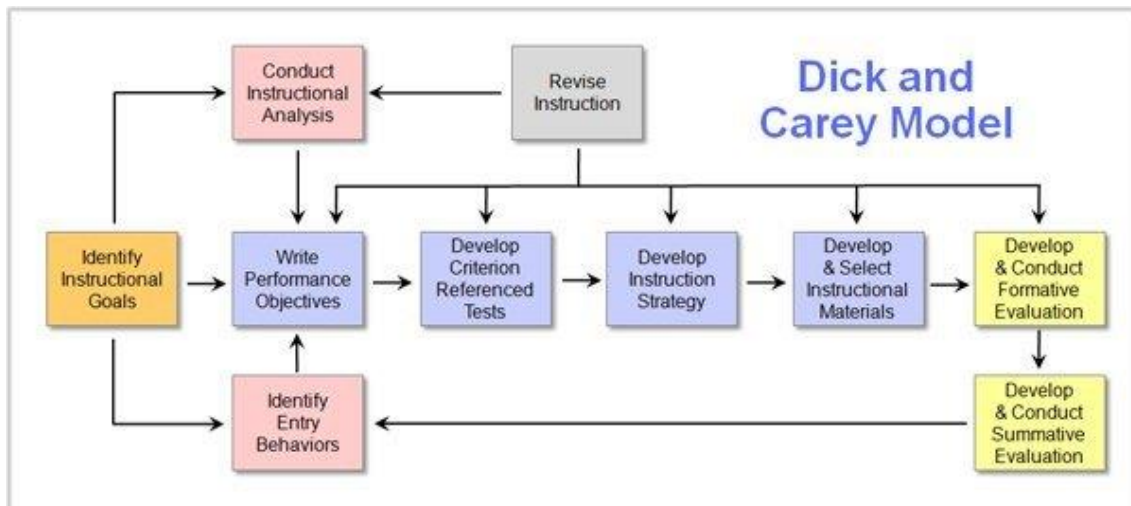 Conduct
Instructional
Analysis
Revise
Instruction
Dick and
Carey Model
Identify
Instructional
Goals
Write
Performance
Objectives
Develop
Criterion
Referenced
Tests
Develop
Instruction
Strategy
Develop
& Select
Instructional
Materials
Develop
& Conduct
Formative
Evaluation
Identify
Entry
Behaviors
Develop
& Conduct
Summative
Evaluation